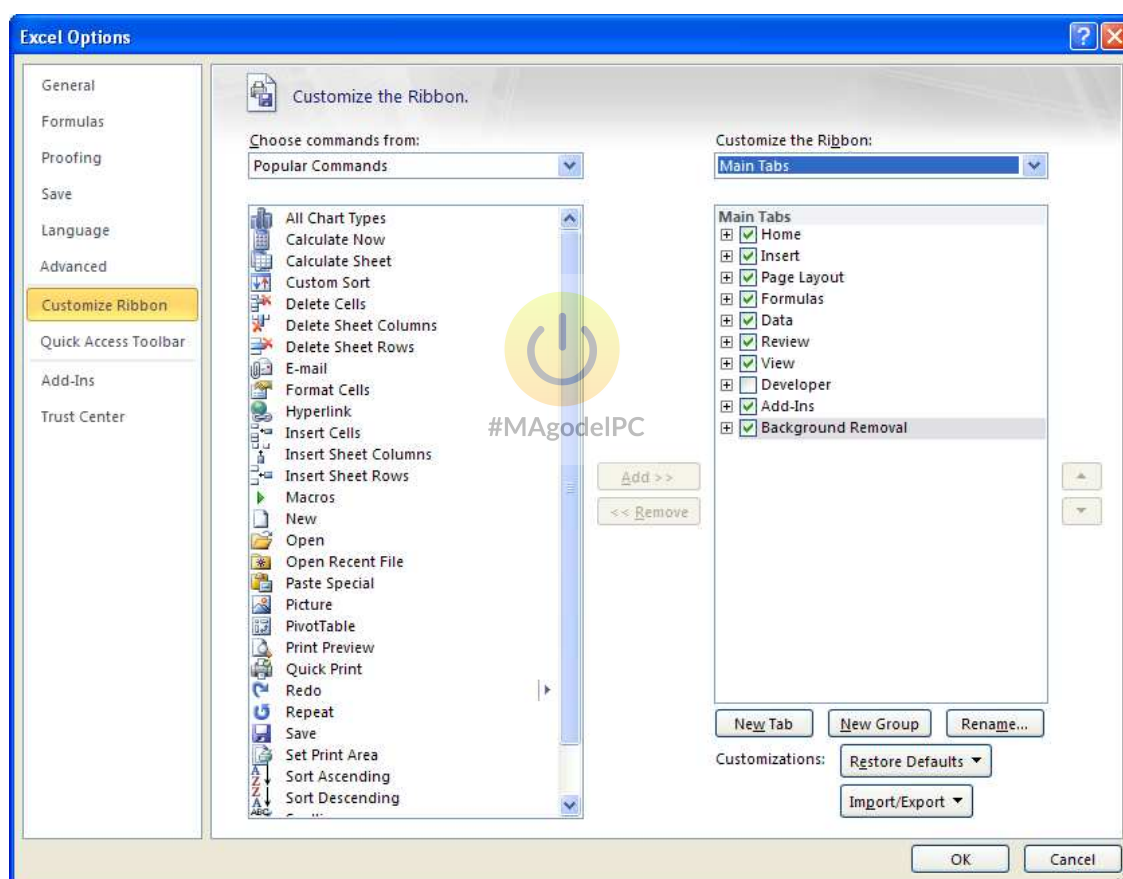 Excel Options
General
Formulas
Proofing
Save
Language
Advanced
Customize Ribbon
Quick Access Toolbar
Add-Ins
Trust Center
Customize the Ribbon.
Choose commands from:
Popular Commands
All Chart Types
Calculate Now
Calculate Sheet
Custom Sort
Delete Cells
Delete Sheet Columns
Delete Sheet Rows
E-mail
Format Cells
Hyperlink
Insert Cells
Insert Sheet Columns
Insert Sheet Rows
Macros
New
Open
Open Recent File
Paste Special
Picture
PivotTable
Print Preview
Quick Print
Redo
Repeat
Save
Set Print Area
Sort Ascending
Sort Descending
#MAgodelPC
Add >>
<< Remove
Customize the Ribbon:
Main Tabs
Main Tabs
Home
Insert
Page Layout
Formulas
Data
Review
View
Developer
Add-Ins
Background Removal
New Tab
New Group
Rename...
Customizations:
Restore Defaults
Import/Export
OK
Cancel